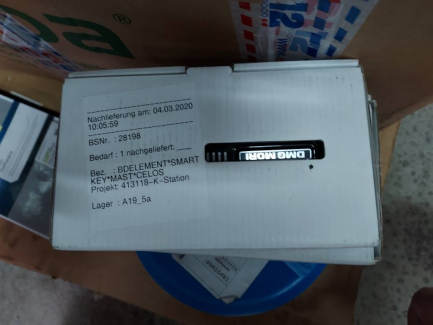 Nachlieferung am: 04.03.2020
10:05:59
BSNr. : 28198
Bedarf : 1 nachgeliefert: ___
Bez. : BDELEMENT*SMART
KEY*MAST*CELOS
Projekt: 413118-K-Station
Lager : A19_5a
DMG MORI
12